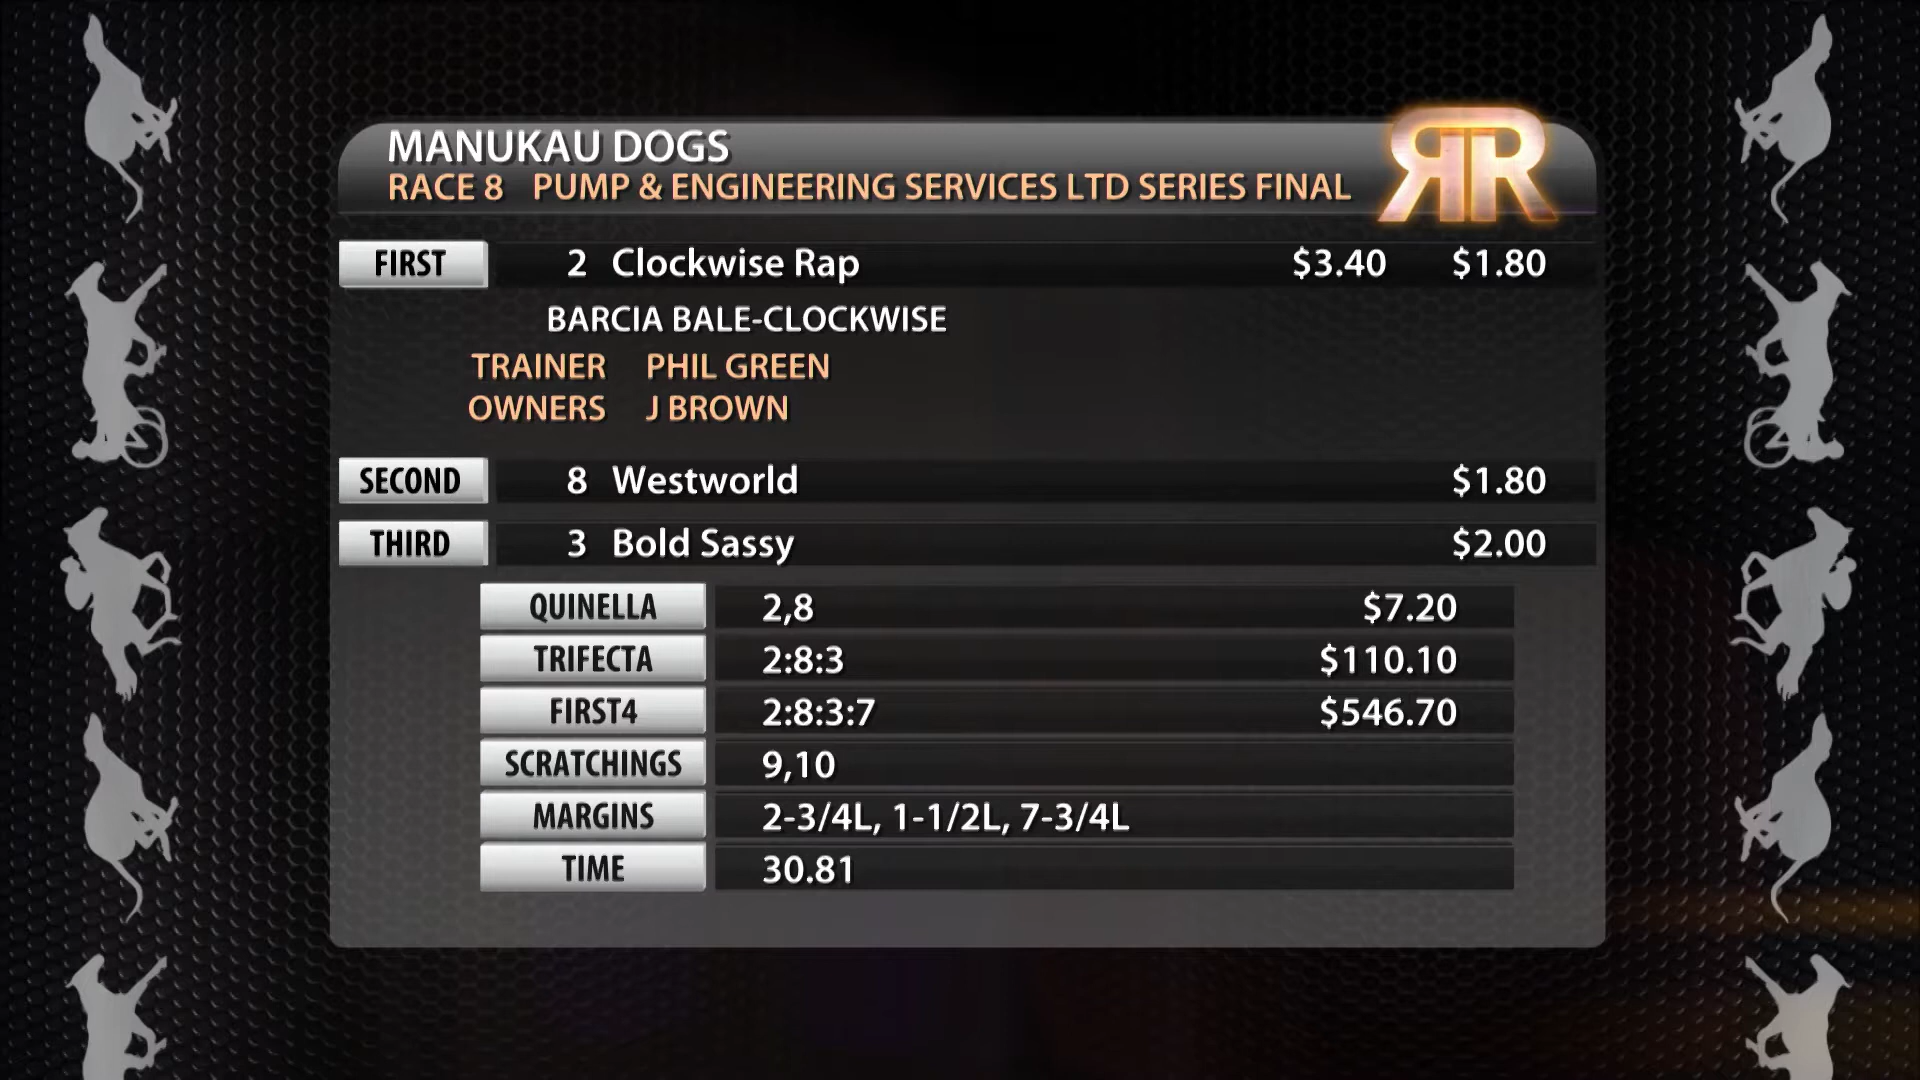 MANUKAU DOGS
RACE 8 PUMP & ENGINEERING SERVICES LTD SERIES FINAL
RR
FIRST 2 Clockwise Rap $3.40 $1.80
BARCIA BALE-CLOCKWISE
TRAINER PHIL GREEN
OWNERS J BROWN
SECOND 8 Westworld $1.80
THIRD 3 Bold Sassy $2.00
QUINELLA 2,8 $7.20
TRIFECTA 2:8:3 $110.10
FIRST4 2:8:3:7 $546.70
SCRATCHINGS 9,10
MARGINS 2-3/4L, 1-1/2L, 7-3/4L
TIME 30.81